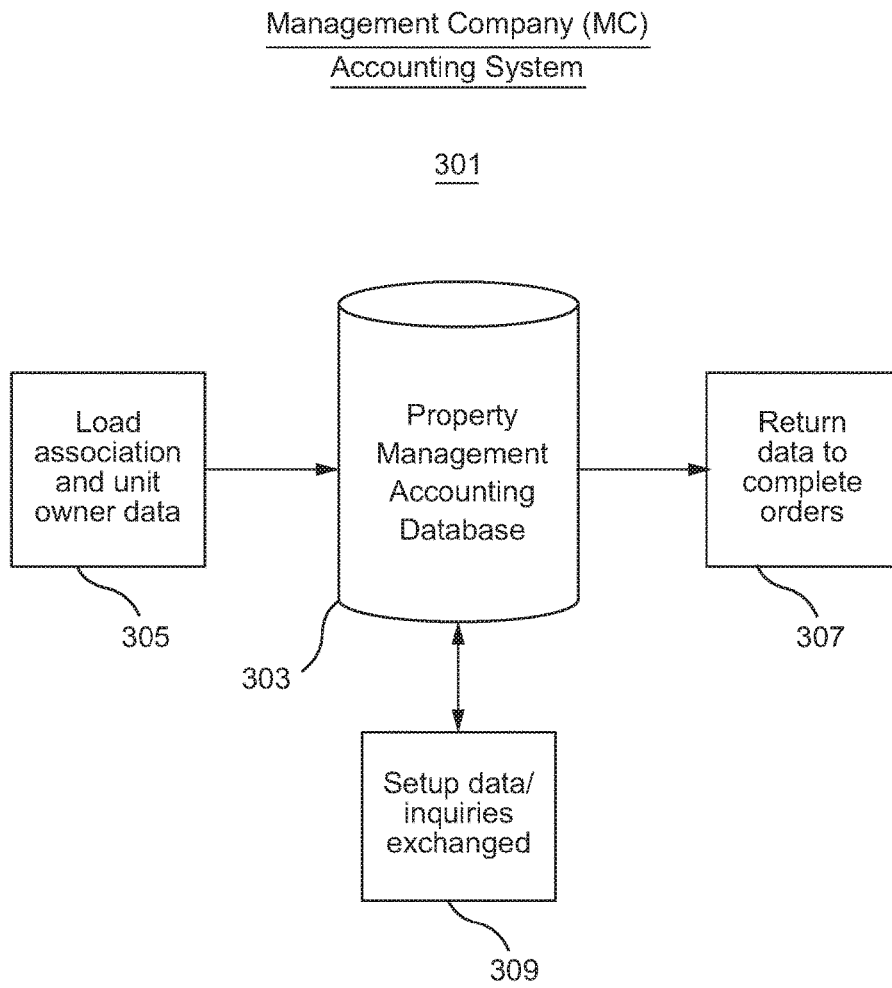 Management Company (MC)
Accounting System
301
Load
association
and unit
owner data
305
Property
Management
Accounting
Database
303
Return
data to
complete
orders
307
Setup data/
inquiries
exchanged
309